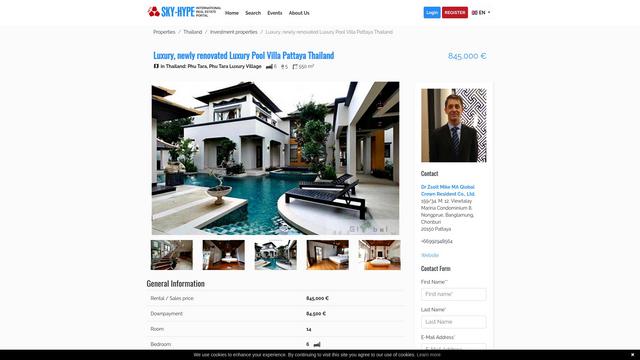 SKY-HYPE INTERNATIONAL REAL ESTATE PORTAL
Home Search Events About Us
Login REGISTER EN
Properties / Thailand / Investment properties / Luxury, newly renovated Luxury Pool Villa Pattaya Thailand
Luxury, newly renovated Luxury Pool Villa Pattaya Thailand
845,000 €
in Thailand: Phu Tara, Phu Tara Luxury Village 6 5 550 m²
Global
Contact
Dr Zsolt Mike MA Global
Crown Resident Co., Ltd.
159/34, M. 12, Viewtalay
Marina Condominium 8.
Nongprue, Banglamung,
Chonburi
20150 Pattaya
+66992948564
Website
Contact Form
First Name*
First name*
Last Name*
Last Name
E-Mail Address*
General Information
Rental / Sales price 845,000 €
Downpayment 84,500 €
Room 14
Bedroom 6
We use cookies to enhance your experience. By continuing to visit this site you agree to our use of cookies. Learn more ✖